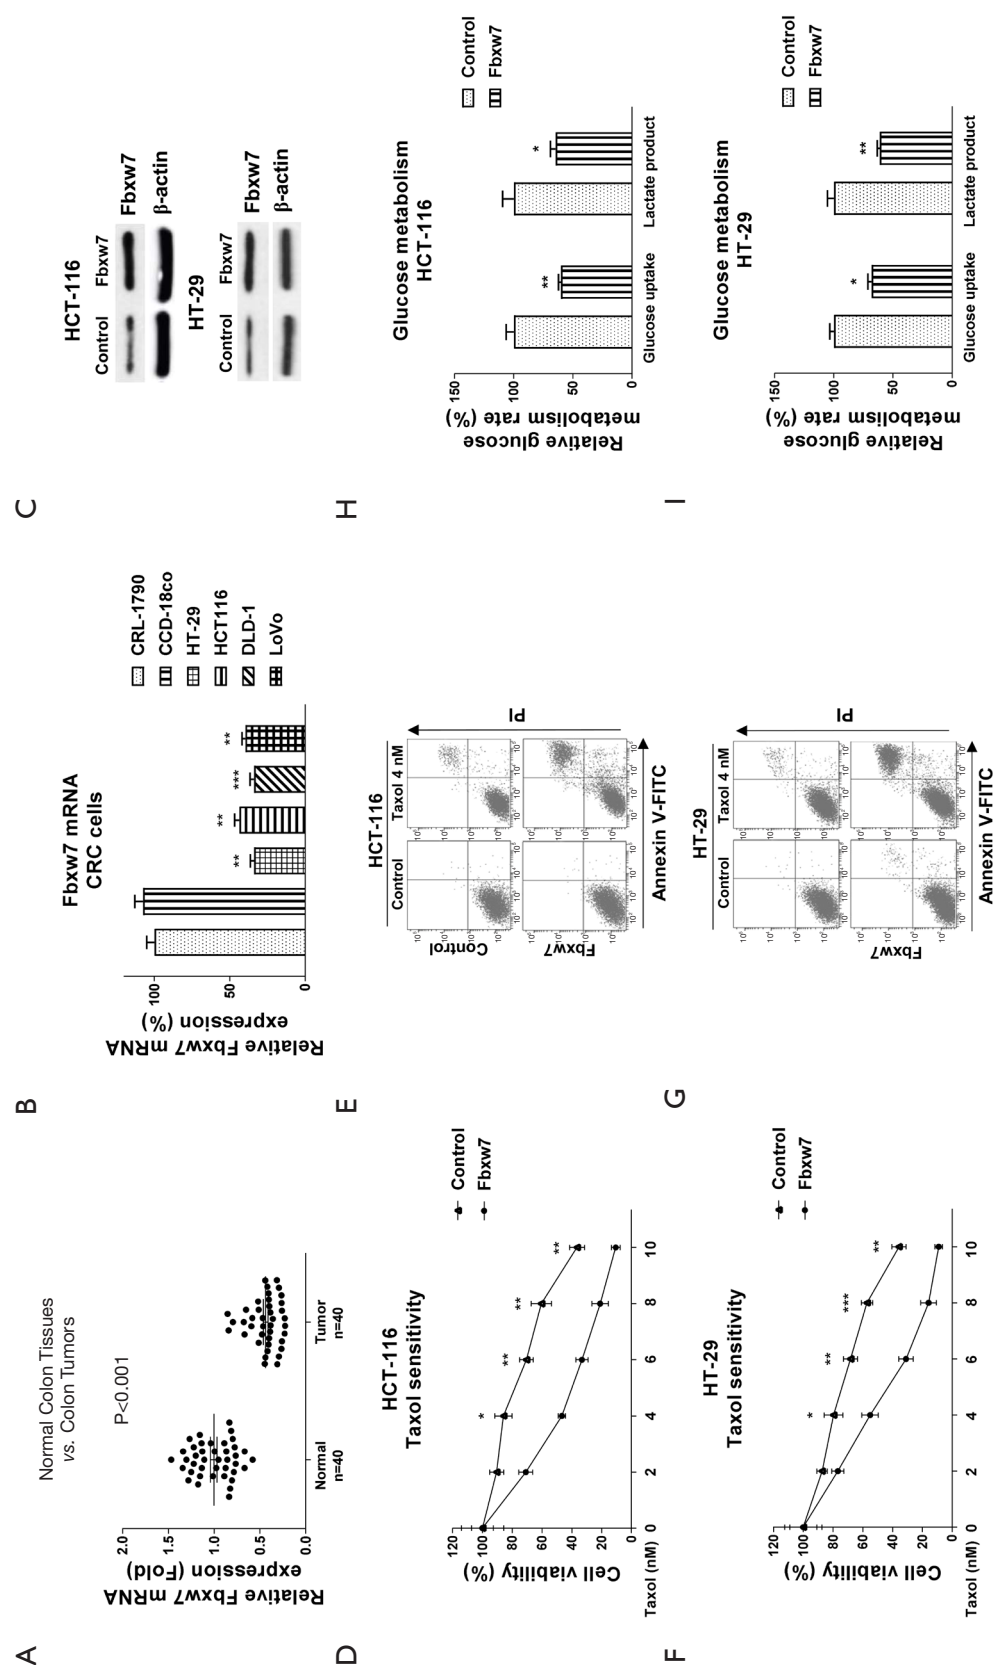 A
Normal Colon Tissues
vs. Colon Tumors
P<0.001
Relative Fbxw7 mRNA
expression (Fold)
2.0
1.5
1.0
0.5
0.0
Normal
n=40
Tumor
n=40
B
Fbxw7 mRNA
CRC cells
Relative Fbxw7 mRNA
expression (%)
100
50
0
**
**
***
**
CRL-1790
CCD-18co
HT-29
HCT116
DLD-1
LoVo
C
HCT-116
Control Fbxw7
Fbxw7
β-actin
HT-29
Control Fbxw7
Fbxw7
β-actin
D
HCT-116
Taxol sensitivity
Cell viability (%)
120
100
80
60
40
20
0
*
**
**
**
Control
Fbxw7
Taxol (nM) 0 2 4 6 8 10
E
HCT-116
Control Taxol 4 nM
Control
Fbxw7
PI
Annexin V-FITC
H
Glucose metabolism
HCT-116
Relative glucose
metabolism rate (%)
150
100
50
0
**
*
Control
Fbxw7
Glucose uptake Lactate product
F
HT-29
Taxol sensitivity
Cell viability (%)
120
100
80
60
40
20
0
*
**
***
**
Control
Fbxw7
Taxol (nM) 0 2 4 6 8 10
G
HT-29
Control Taxol 4 nM
Fbxw7
PI
Annexin V-FITC
I
Glucose metabolism
HT-29
Relative glucose
metabolism rate (%)
150
100
50
0
*
**
Control
Fbxw7
Glucose uptake Lactate product